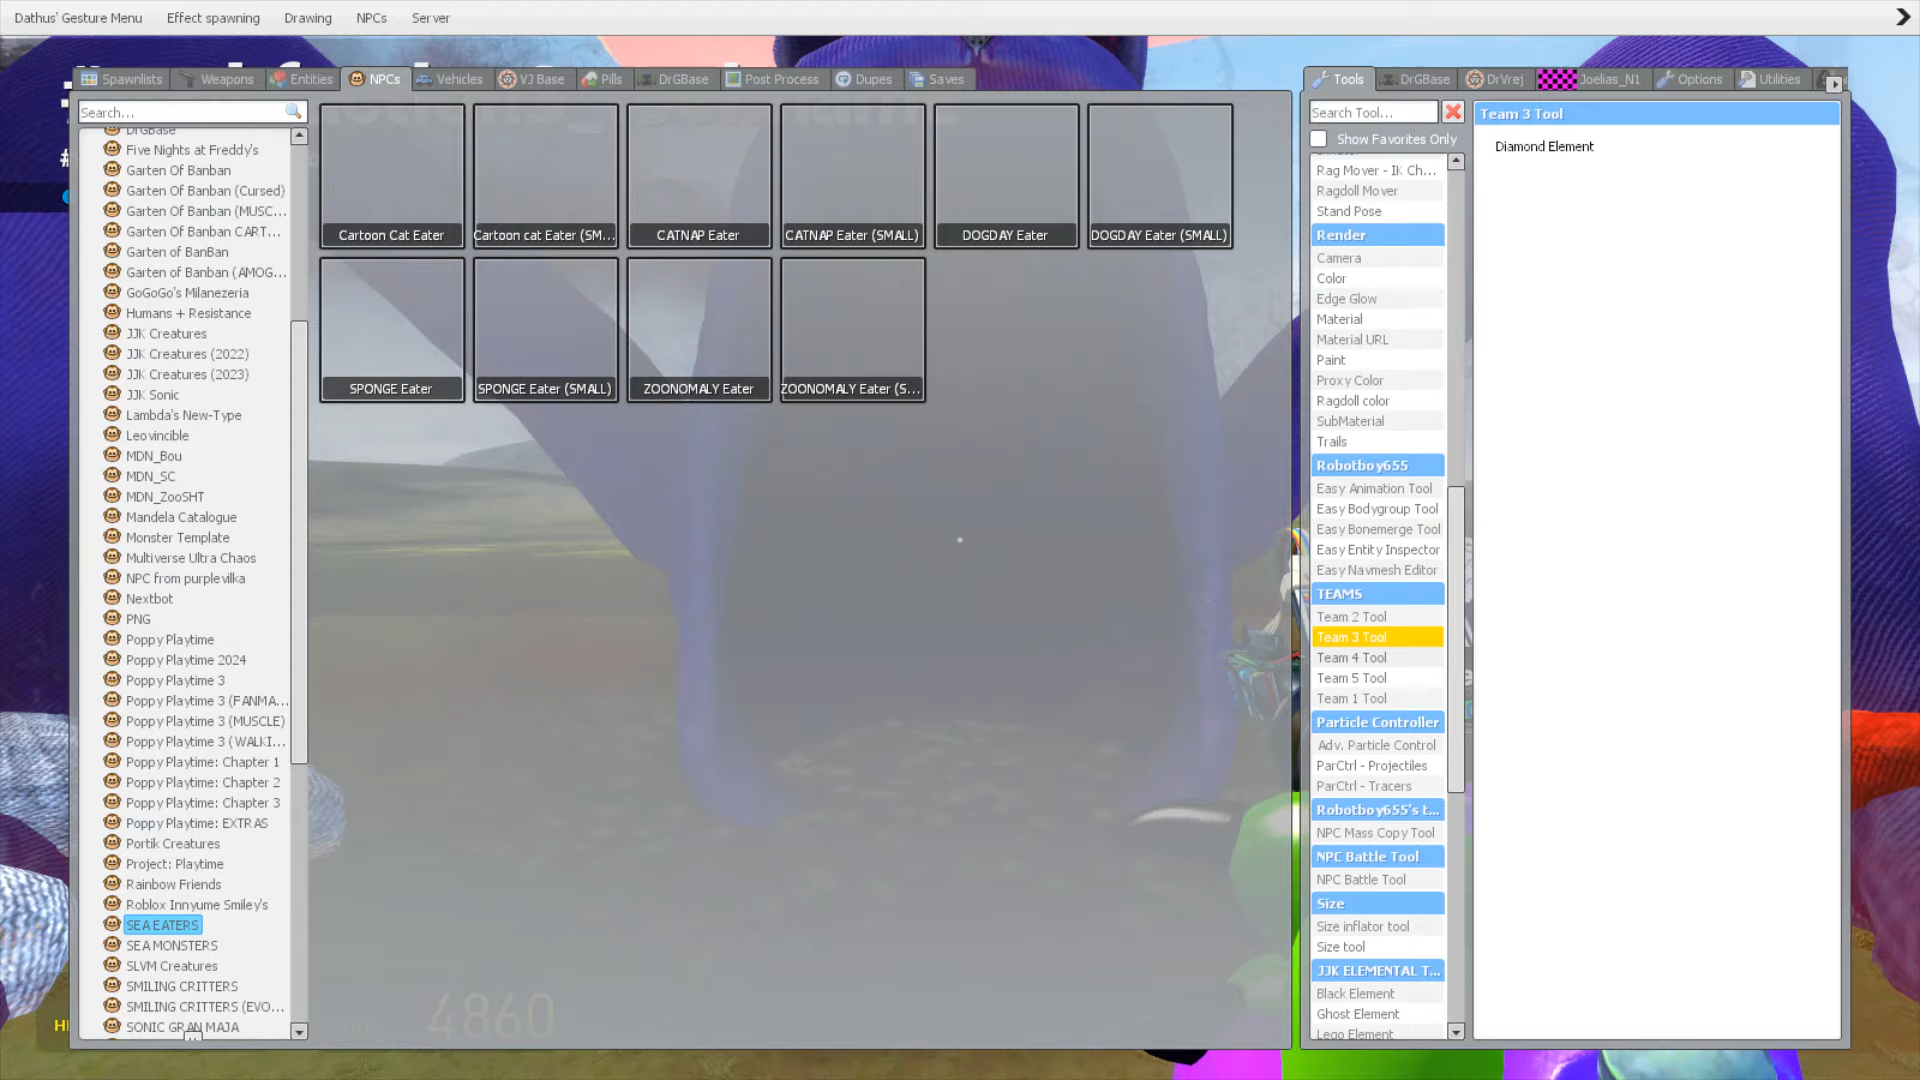 Dathus' Gesture Menu Effect spawning Drawing NPCs Server
Spawnlists Weapons Entities NPCs Vehicles VJ Base Pills DrGBase Post Process Dupes Saves
Search...
DrGBase
Five Nights at Freddy's
Garten Of Banban
Garten Of Banban (Cursed)
Garten Of Banban (MUSC...
Garten Of Banban CART...
Garten of BanBan
Garten of Banban ( AMOG...
GoGoGo's Milanezeria
Humans + Resistance
JJK Creatures
JJK Creatures (2022)
JJK Creatures (2023)
JJK Sonic
Lambda's New-Type
Leovincible
MDN_Bou
MDN_SC
MDN_ZooSHT
Mandela Catalogue
Monster Template
Multiverse Ultra Chaos
NPC from purplevilka
Nextbot
PNG
Poppy Playtime
Poppy Playtime 2024
Poppy Playtime 3
Poppy Playtime 3 (FANMA...
Poppy Playtime 3 (MUSCLE)
Poppy Playtime 3 ( WALKI...
Poppy Playtime: Chapter 1
Poppy Playtime: Chapter 2
Poppy Playtime: Chapter 3
Poppy Playtime: EXTRAS
Portik Creatures
Project: Playtime
Rainbow Friends
Roblox Innyume Smiley's
SEA EATERS
SEA MONSTERS
SLVM Creatures
SMILING CRITTERS
SMILING CRITTERS (EVO...
SONIC GRAN MAJA
Cartoon Cat Eater Cartoon cat Eater (SM... CATNAP Eater CATNAP Eater (SMALL) DOGDAY Eater DOGDAY Eater (SMALL)
SPONGE Eater SPONGE Eater (SMALL) ZOONOMALY Eater ZOONOMALY Eater (S...
4860
Tools DrGBase DrVrej Joelias_N1 Options Utilities
Search Tool...
Show Favorites Only
Rag Mover - IK Ch...
Ragdoll Mover
Stand Pose
Render
Camera
Color
Edge Glow
Material
Material URL
Paint
Proxy Color
Ragdoll color
SubMaterial
Trails
Robotboy655
Easy Animation Tool
Easy Bodygroup Tool
Easy Bonemerge Tool
Easy Entity Inspector
Easy Navmesh Editor
TEAMS
Team 2 Tool
Team 3 Tool
Team 4 Tool
Team 5 Tool
Team 1 Tool
Particle Controller
Adv. Particle Control
ParCtrl - Projectiles
ParCtrl - Tracers
Robotboy655's t...
NPC Mass Copy Tool
NPC Battle Tool
NPC Battle Tool
Size
Size inflator tool
Size tool
JJK ELEMENTAL T...
Black Element
Ghost Element
Lego Element
Team 3 Tool
Diamond Element